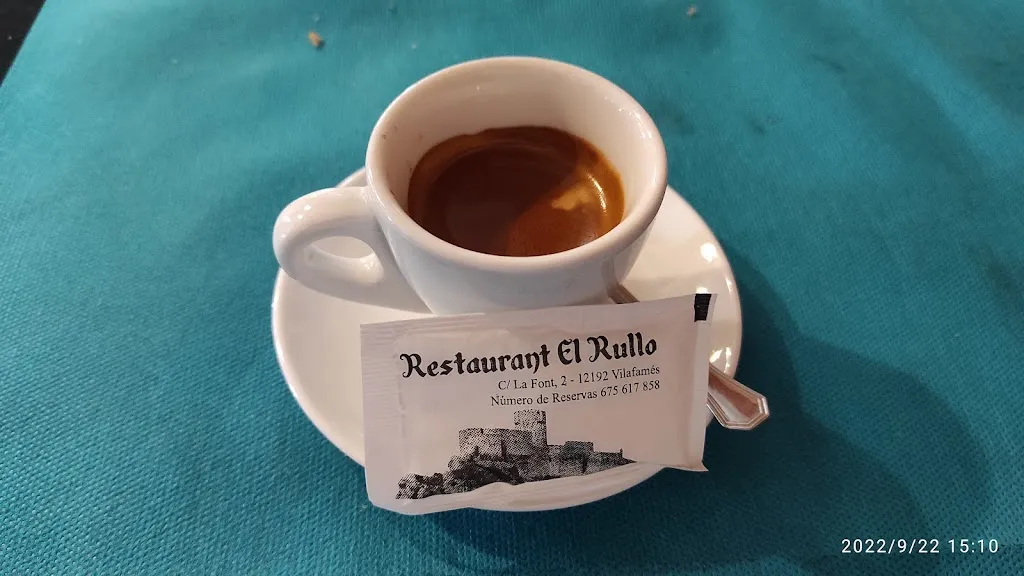 Restaurant El Rullo
C/ La Font, 2 - 12192 Vilafamés
Número de Reservas 675 617 858
2022/9/22 15:10